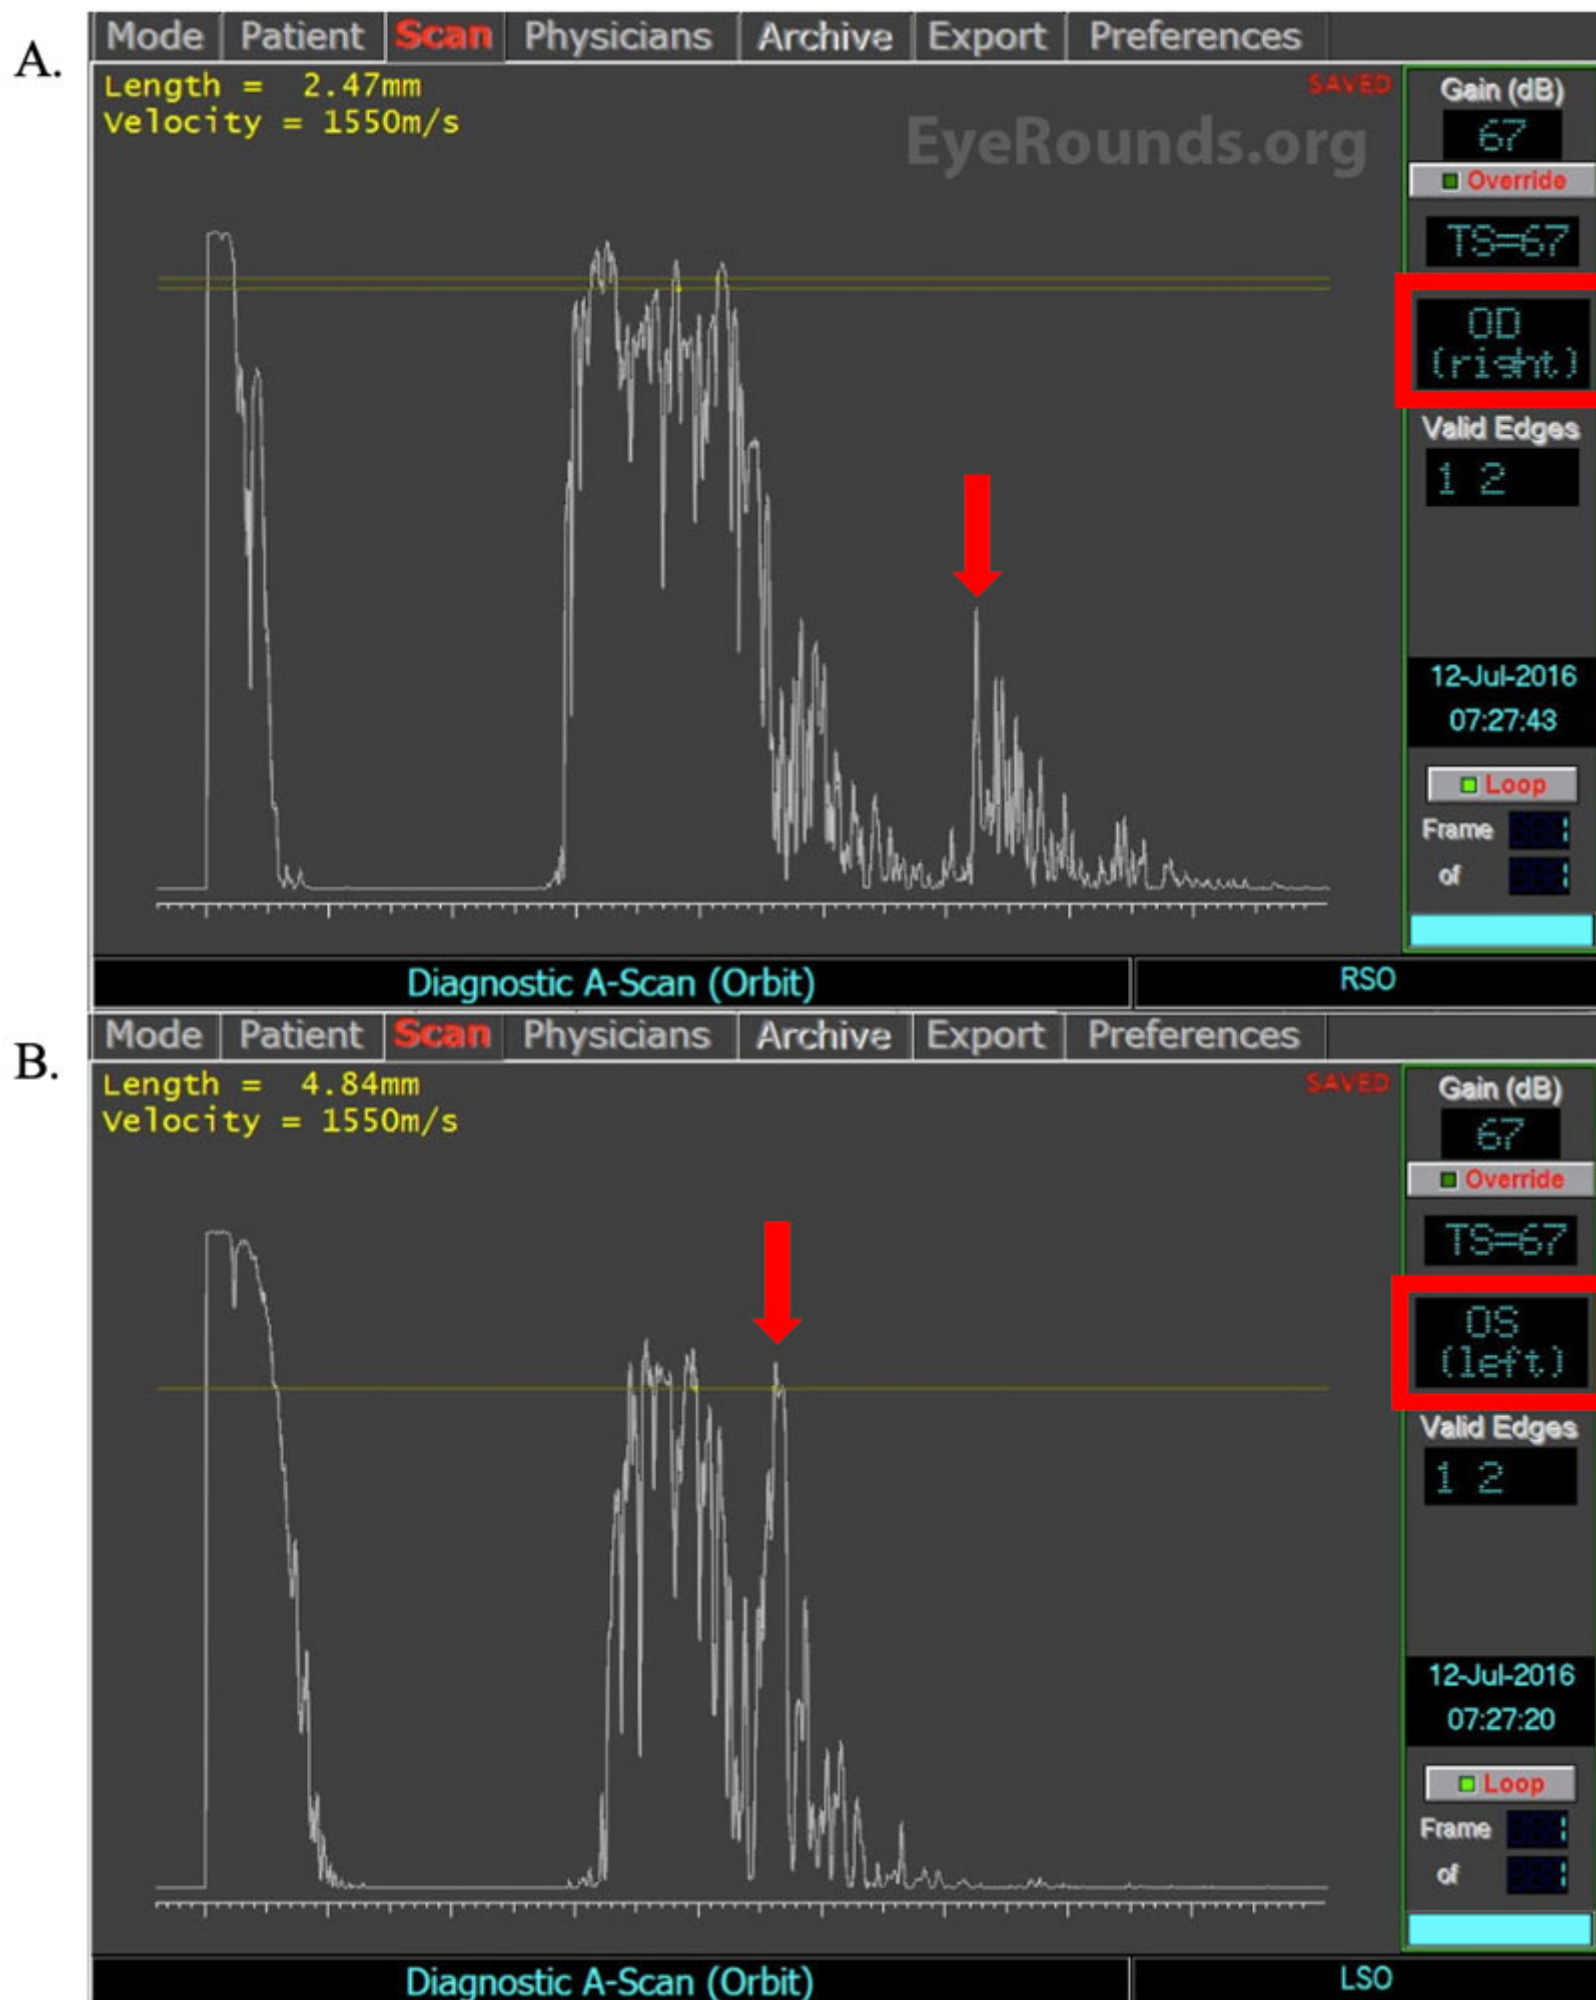 A.
Mode Patient Scan Physicians Archive Export Preferences
Length = 2.47mm
Velocity = 1550m/s
SAVED
EyeRounds.org
Gain (dB)
67
Override
TS=67
OD
(right)
Valid Edges
1 2
12-Jul-2016
07:27:43
Loop
Frame 1
of 1
Diagnostic A-Scan (Orbit)
RSO
B.
Mode Patient Scan Physicians Archive Export Preferences
Length = 4.84mm
Velocity = 1550m/s
SAVED
Gain (dB)
67
Override
TS=67
OS
(left)
Valid Edges
1 2
12-Jul-2016
07:27:20
Loop
Frame 1
of 1
Diagnostic A-Scan (Orbit)
LSO